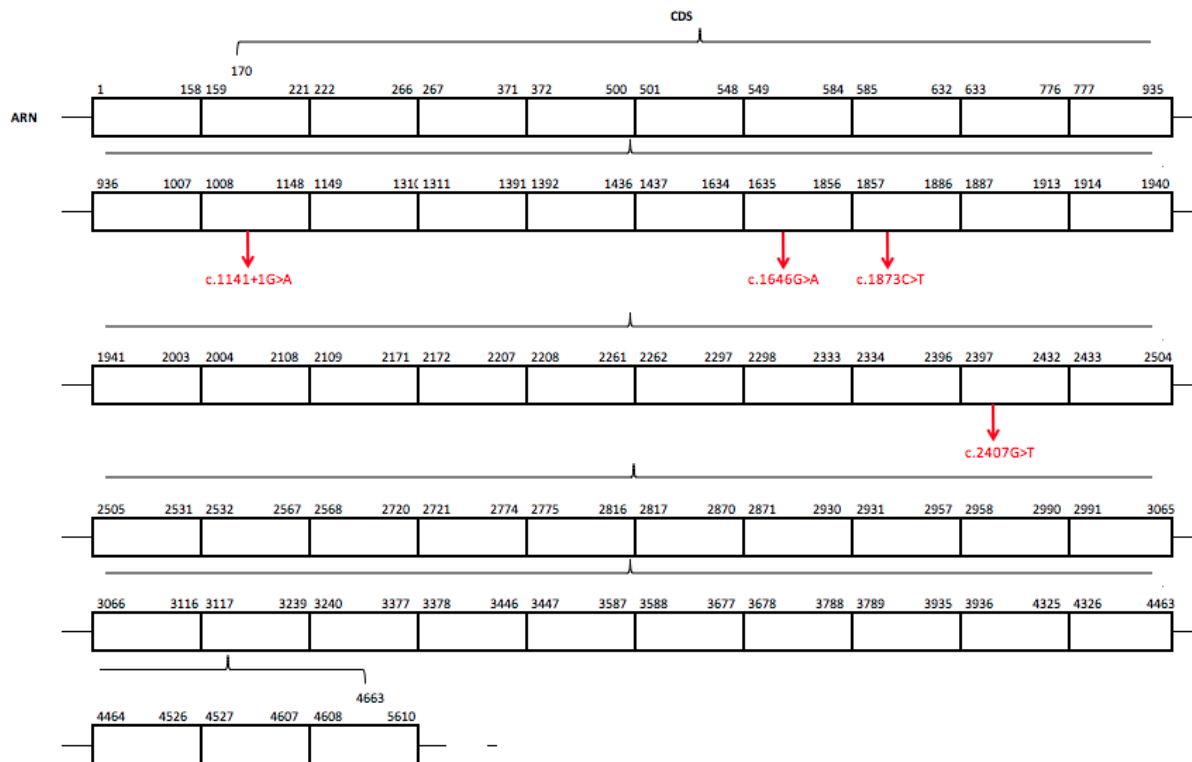 CDS
170
1 158 159 221 222 266 267 371 372 500 501 548 549 584 585 632 633 776 777 935
ARN
936 1007 1008 1148 1149 1310 1311 1391 1392 1436 1437 1634 1635 1856 1857 1886 1887 1913 1914 1940
c.1141+1G>A c.1646G>A c.1873C>T
1941 2003 2004 2108 2109 2171 2172 2207 2208 2261 2262 2297 2298 2333 2334 2396 2397 2432 2433 2504
c.2407G>T
2505 2531 2532 2567 2568 2720 2721 2774 2775 2816 2817 2870 2871 2930 2931 2957 2958 2990 2991 3065
3066 3116 3117 3239 3240 3377 3378 3446 3447 3587 3588 3677 3678 3788 3789 3935 3936 4325 4326 4463
4663
4464 4526 4527 4607 4608 5610